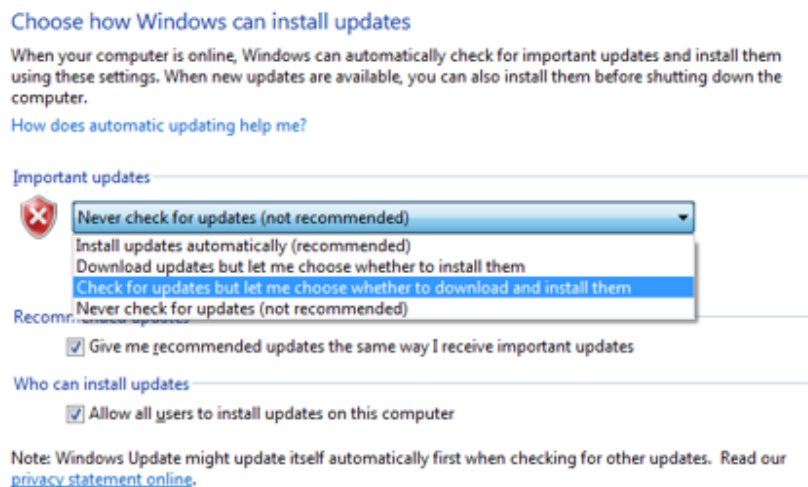 Choose how Windows can install updates
When your computer is online, Windows can automatically check for important updates and install them
using these settings. When new updates are available, you can also install them before shutting down the
computer.
How does automatic updating help me?
Important updates
Never check for updates (not recommended)
Install updates automatically (recommended)
Download updates but let me choose whether to install them
Check for updates but let me choose whether to download and install them
Never check for updates (not recommended)
Recommended updates
Give me recommended updates the same way I receive important updates
Who can install updates
Allow all users to install updates on this computer
Note: Windows Update might update itself automatically first when checking for other updates. Read our
privacy statement online.